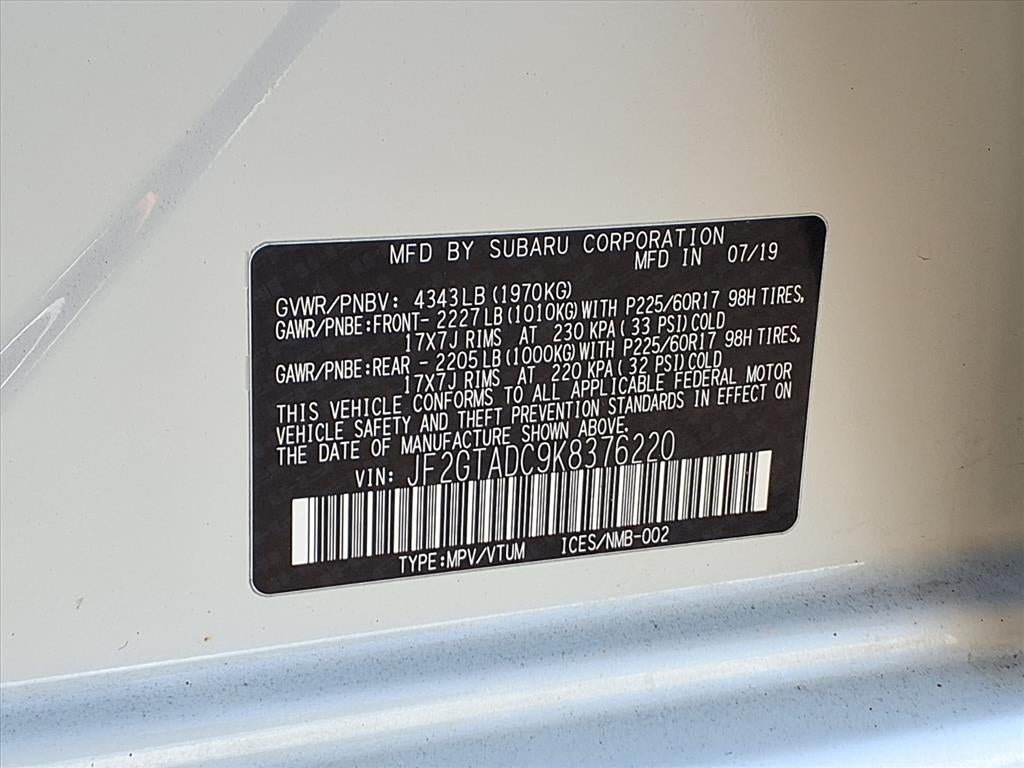 MFD BY SUBARU CORPORATION
MFD IN 07/19
GVWR/PNBV: 4343LB(1970KG)
GAWR/PNBE:FRONT- 2227LB(1010KG)WITH P225/60R17 98H TIRES,
17X7J RIMS AT 230 KPA(33 PSI)COLD
GAWR/PNBE:REAR - 2205LB(1000KG)WITH P225/60R17 98H TIRES,
17X7J RIMS AT 220 KPA(32 PSI)COLD
THIS VEHICLE CONFORMS TO ALL APPLICABLE FEDERAL MOTOR
VEHICLE SAFETY AND THEFT PREVENTION STANDARDS IN EFFECT ON
THE DATE OF MANUFACTURE SHOWN ABOVE.
VIN: JF2GTADC9K8376220
TYPE:MPV/VTUM ICES/NMB-002